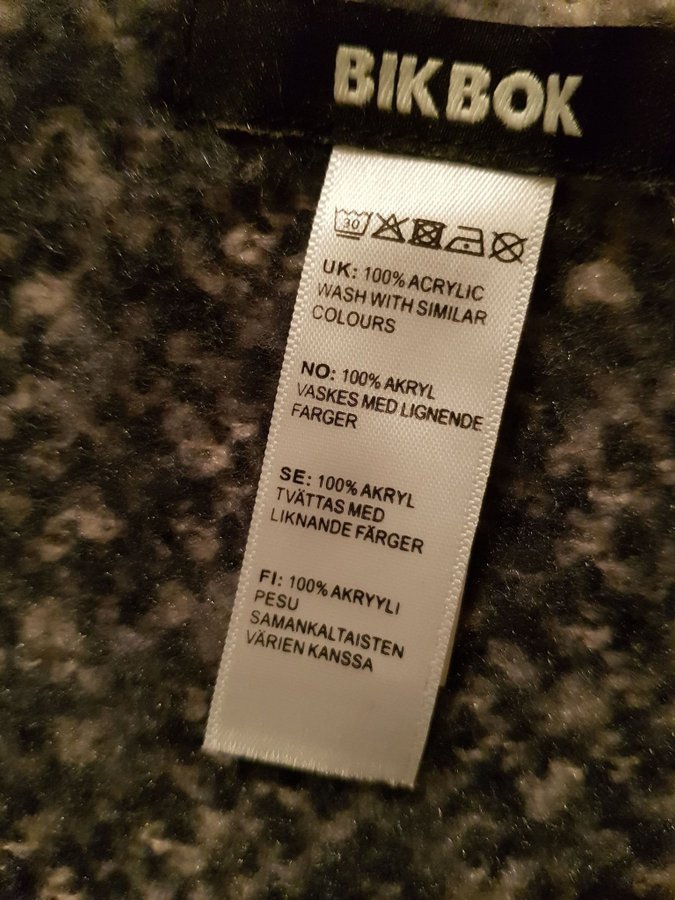 BIKBOK
30
UK: 100% ACRYLIC
WASH WITH SIMILAR
COLOURS
NO: 100% AKRYL
VASKES MED LIGNENDE
FARGER
SE: 100% AKRYL
TVÄTTAS MED
LIKNANDE FÄRGER
FI: 100% AKRYYLI
PESU
SAMANKALTAISTEN
VÄRIEN KANSSA